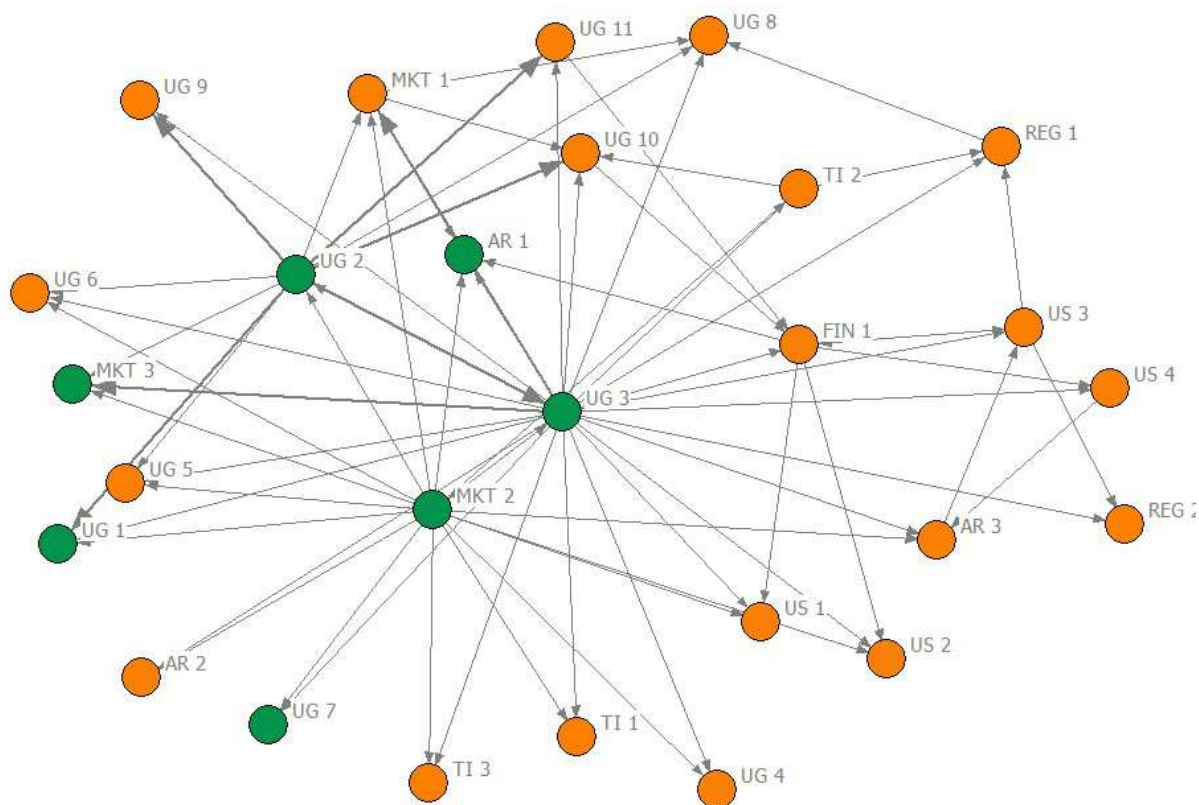 UG 11
UG 8
MKT 1
UG 9
UG 10
REG 1
TI 2
AR 1
UG 2
UG 6
FIN 1
US 3
MKT 3
US 4
UG 3
UG 5
MKT 2
REG 2
UG 1
AR 3
US 1
US 2
AR 2
UG 7
TI 1
TI 3
UG 4